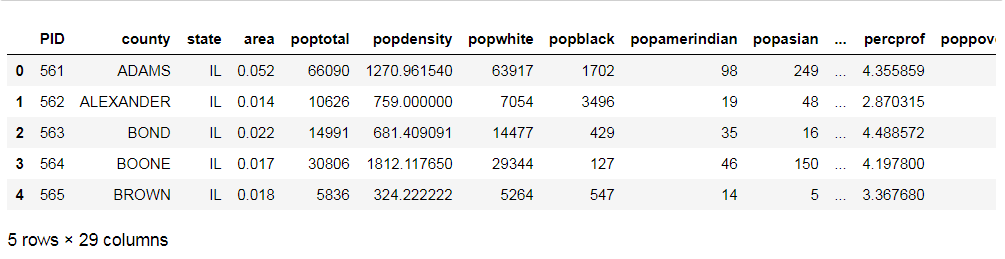 PID county state area poptotal popdensity popwhite popblack popamerindian popasian ... percprof poppov
0 561 ADAMS IL 0.052 66090 1270.961540 63917 1702 98 249 ... 4.355859
1 562 ALEXANDER IL 0.014 10626 759.000000 7054 3496 19 48 ... 2.870315
2 563 BOND IL 0.022 14991 681.409091 14477 429 35 16 ... 4.488572
3 564 BOONE IL 0.017 30806 1812.117650 29344 127 46 150 ... 4.197800
4 565 BROWN IL 0.018 5836 324.222222 5264 547 14 5 ... 3.367680
5 rows × 29 columns